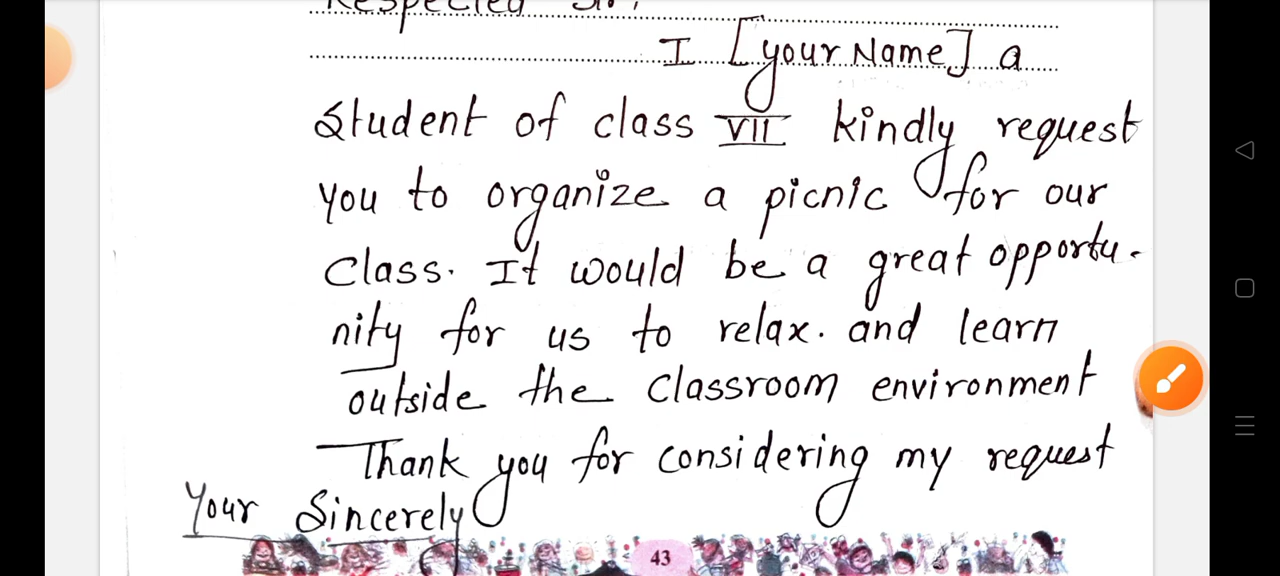 Respected Sir,
I [your Name] a
Student of class VII kindly request
you to organize a picnic for our
Class. It would be a great opportu-
nity for us to relax. and learn
outside the Classroom environment
Thank you for considering my request
Your Sincerely
43